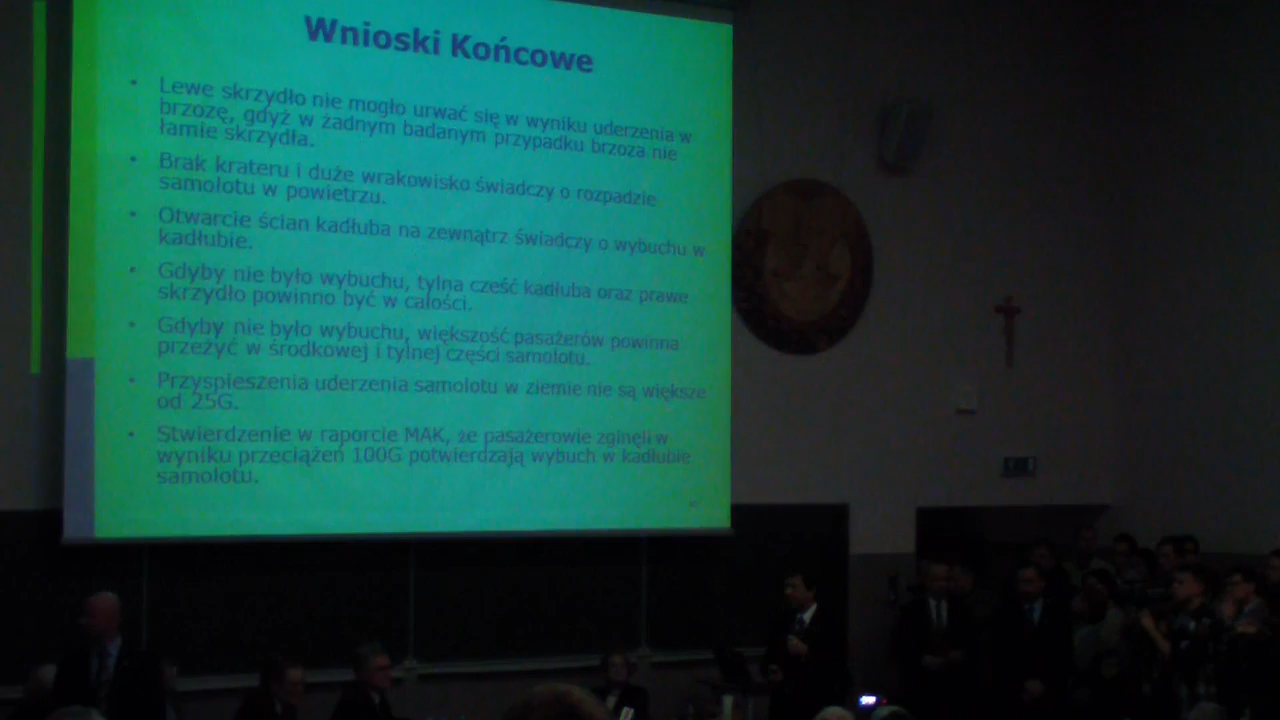 Wnioski Końcowe
• Lewe skrzydło nie mogło urwać się w wyniku uderzenia w
brzozę, gdyż w żadnym badanym przypadku brzoza nie
łamie skrzydła.
• Brak krateru i duże wrakowisko świadczy o rozpadzie
samolotu w powietrzu.
• Otwarcie ścian kadłuba na zewnątrz świadczy o wybuchu w
kadłubie.
• Gdyby nie było wybuchu, tylna cześć kadłuba oraz prawe
skrzydło powinno być w całości.
• Gdyby nie było wybuchu, większość pasażerów powinna
przeżyć w środkowej i tylnej części samolotu.
• Przyspieszenia uderzenia samolotu w ziemie nie są większe
od 25G.
• Stwierdzenie w raporcie MAK, że pasażerowie zginęli w
wyniku przeciążeń 100G potwierdzają wybuch w kadłubie
samolotu.